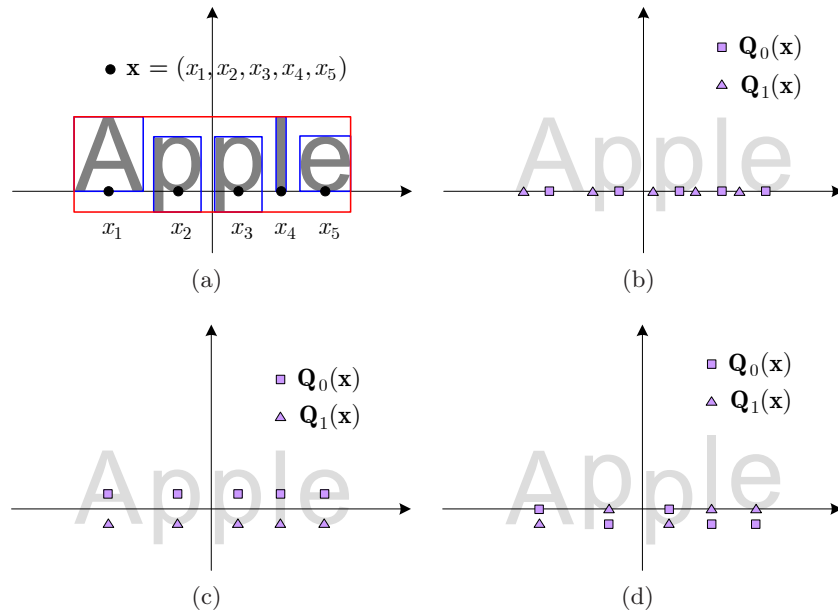 𝐱 = (x₁, x₂, x₃, x₄, x₅)
Apple
x₁ x₂ x₃ x₄ x₅
(a)
𝐐₀(𝐱)
𝐐₁(𝐱)
Apple
(b)
𝐐₀(𝐱)
𝐐₁(𝐱)
Apple
(c)
𝐐₀(𝐱)
𝐐₁(𝐱)
Apple
(d)